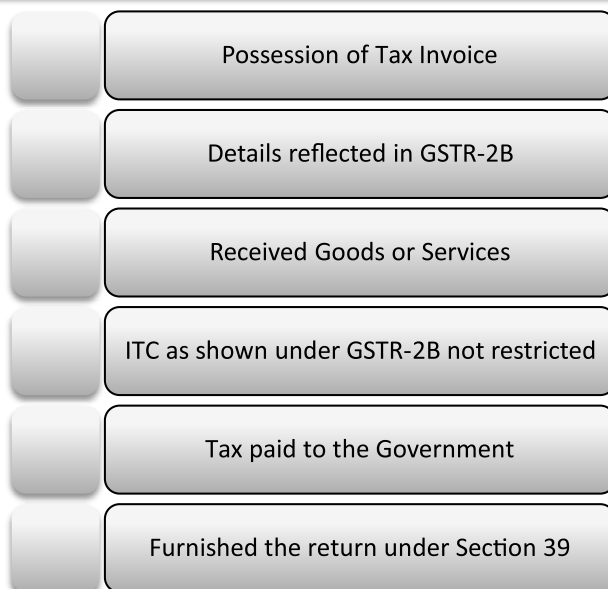 Possession of Tax Invoice
Details reflected in GSTR-2B
Received Goods or Services
ITC as shown under GSTR-2B not restricted
Tax paid to the Government
Furnished the return under Section 39